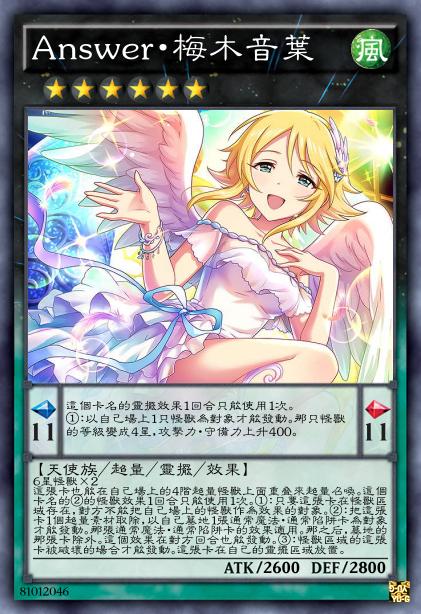 Answer・梅木音葉
風
這個卡名的靈擺效果1回合只能使用1次。
①:以自己場上1只怪獸為對象才能發動。那只怪獸
的等級變成4星,攻擊力・守備力上升400。
11
11
【天使族／超量／靈擺／效果】
6星怪獸×2
這張卡也能在自己場上的4階超量怪獸上面重疊來超量召喚。這個
卡名的②的怪獸效果1回合只能使用1次。①:只要這張卡在怪獸區
域存在,對方不能把自己場上的怪獸作為效果的對象。②:把這張
卡1個超量素材取除,以自己墓地1張通常魔法・通常陷阱卡為對象
才能發動。那張通常魔法・通常陷阱卡的效果適用。那之后,墓地的
那張卡除外。這個效果在對方回合也能發動。③:怪獸區域的這張
卡被破壞的場合才能發動。這張卡在自己的靈擺區域放置。
ATK/2600 DEF/2800
81012046